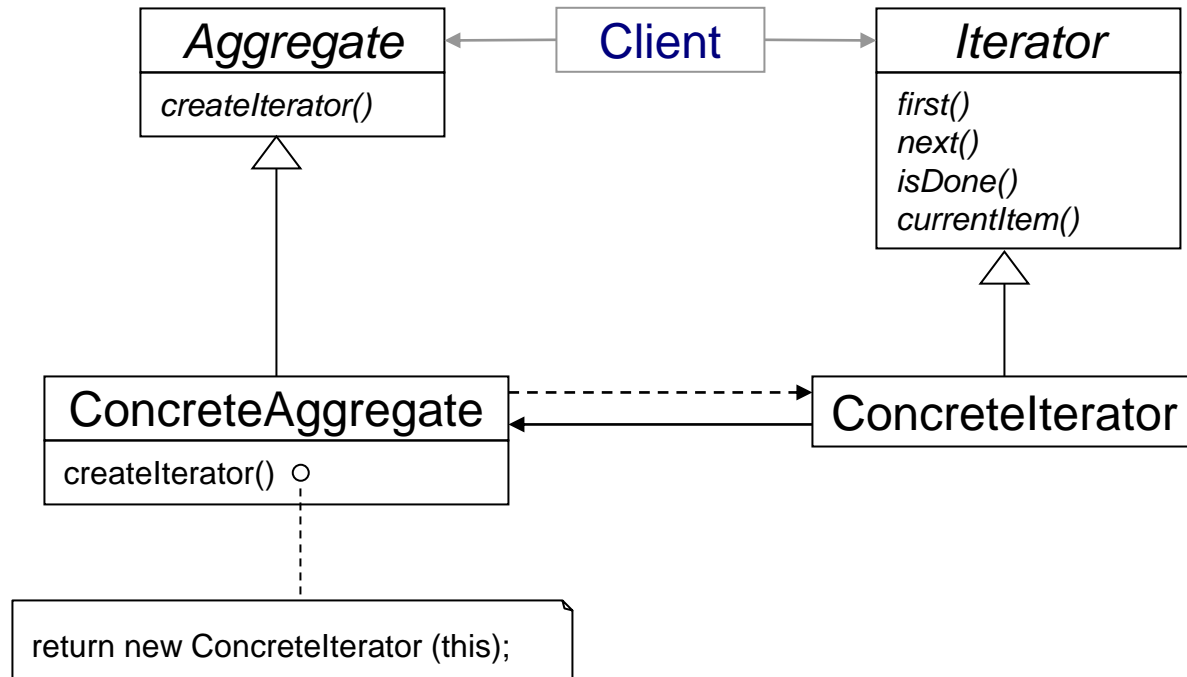 Aggregate
createIterator()
Client
Iterator
first()
next()
isDone()
currentItem()
ConcreteAggregate
createIterator()
ConcreteIterator
return new ConcreteIterator (this);